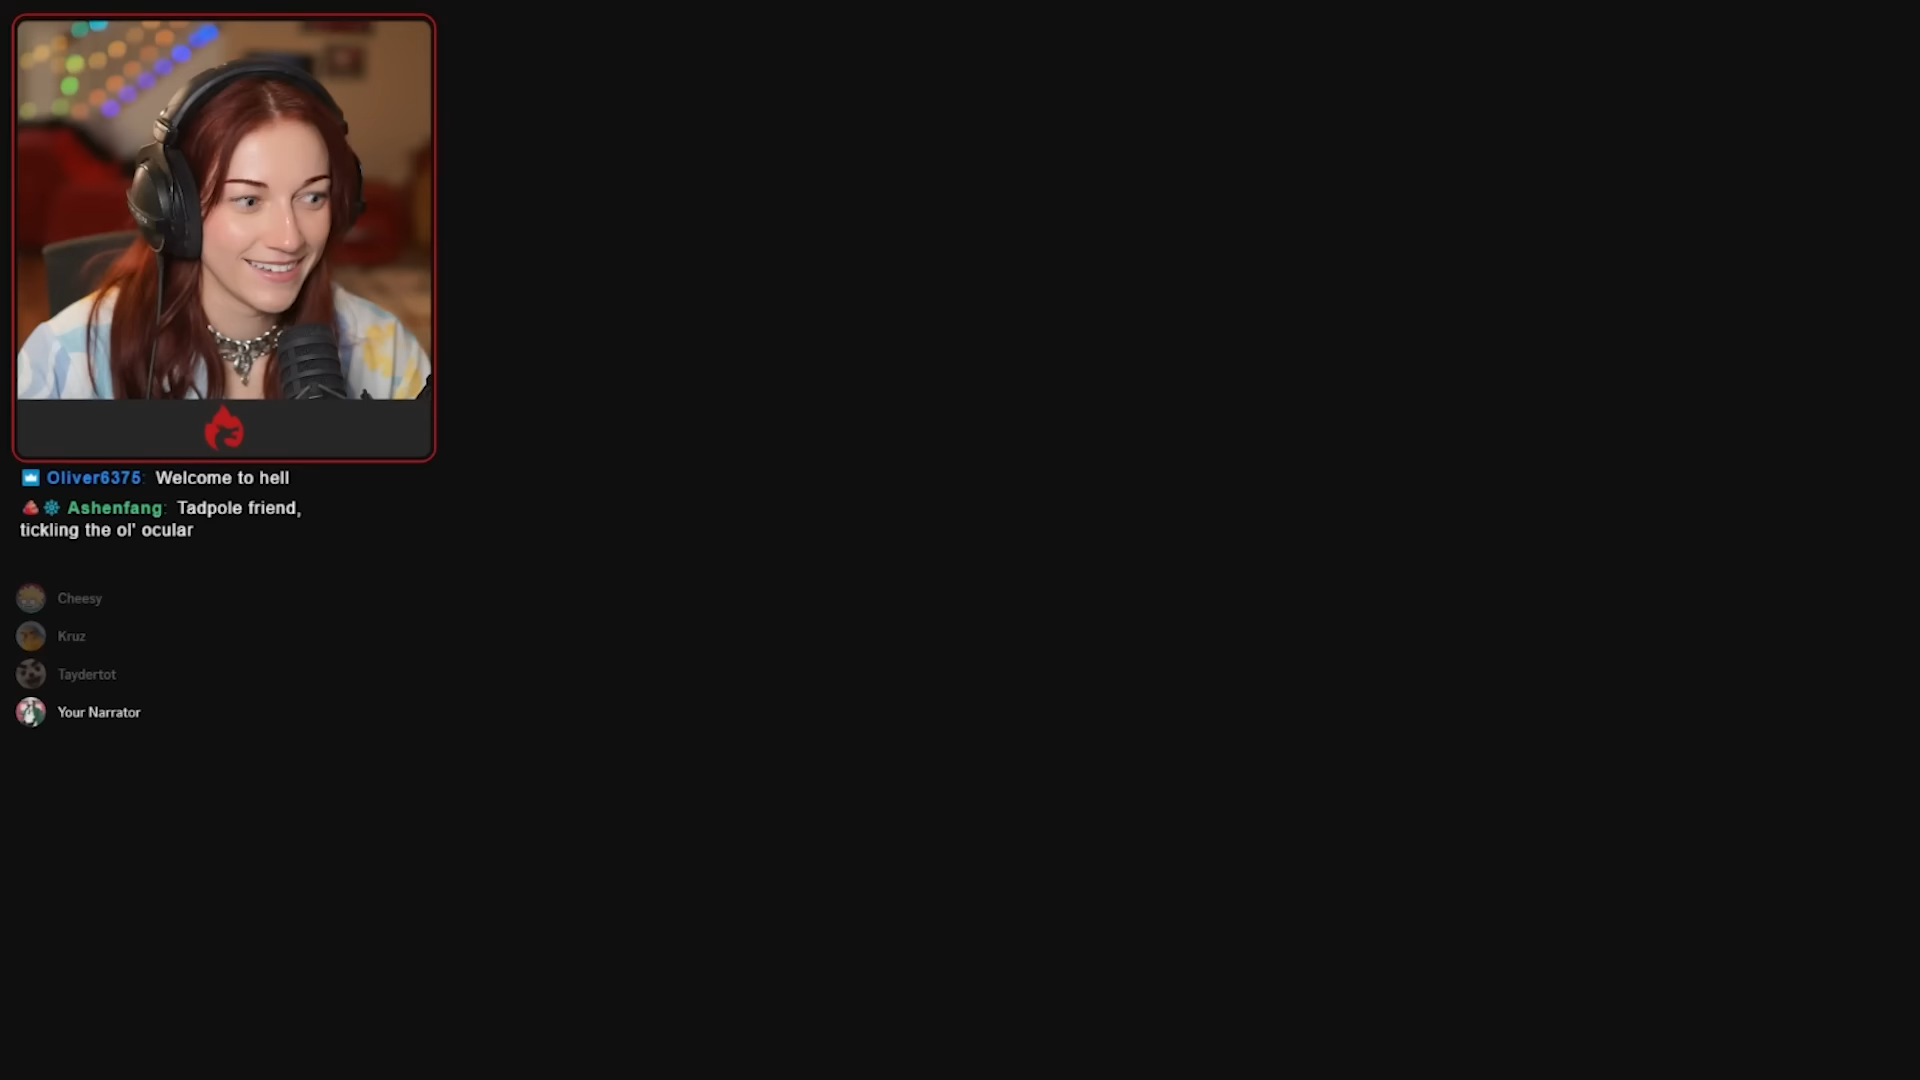 Oliver6375: Welcome to hell
Ashenfang: Tadpole friend,
tickling the ol' ocular
Cheesy
Kruz
Taydertot
Your Narrator